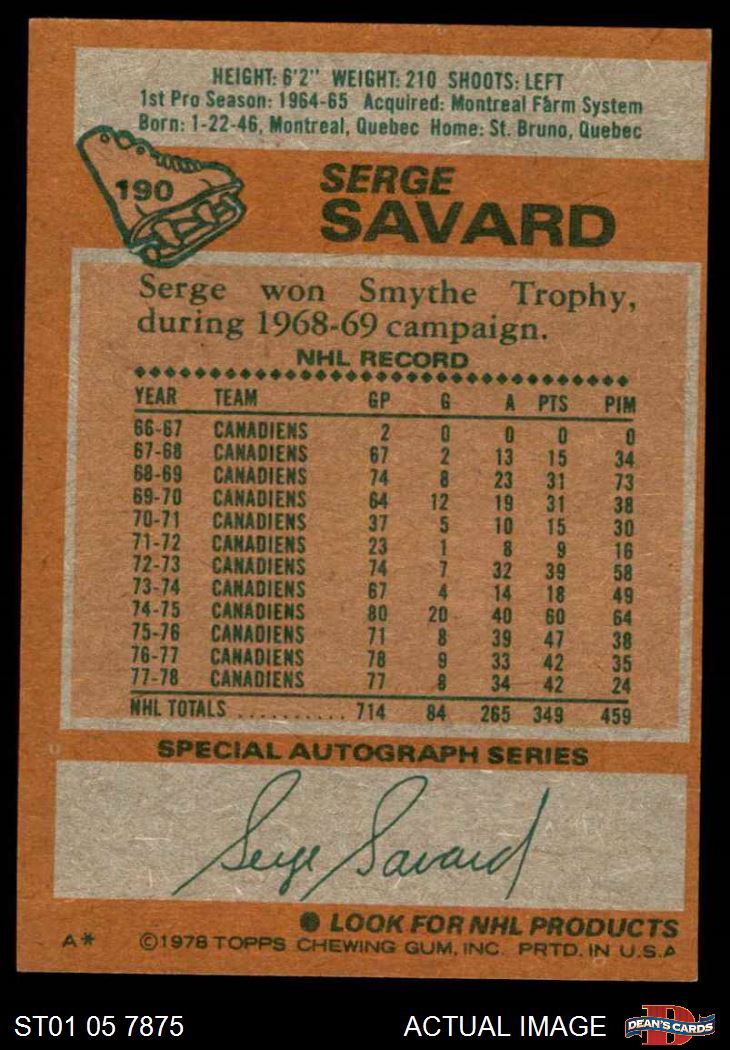 HEIGHT: 6'2" WEIGHT: 210 SHOOTS: LEFT
1st Pro Season: 1964-65 Acquired: Montreal Farm System
Born: 1-22-46, Montreal, Quebec Home: St. Bruno, Quebec
190
SERGE
SAVARD
Serge won Smythe Trophy,
during 1968-69 campaign.
NHL RECORD
YEAR TEAM GP G A PTS PIM
66-67 CANADIENS 2 0 0 0 0
67-68 CANADIENS 67 2 13 15 34
68-69 CANADIENS 74 8 23 31 73
69-70 CANADIENS 64 12 19 31 38
70-71 CANADIENS 37 5 10 15 30
71-72 CANADIENS 23 1 8 9 16
72-73 CANADIENS 74 7 32 39 58
73-74 CANADIENS 67 4 14 18 49
74-75 CANADIENS 80 20 40 60 64
75-76 CANADIENS 71 8 39 47 38
76-77 CANADIENS 78 9 33 42 35
77-78 CANADIENS 77 8 34 42 24
NHL TOTALS .......... 714 84 265 349 459
SPECIAL AUTOGRAPH SERIES
Serge Savard
● LOOK FOR NHL PRODUCTS
A* ©1978 TOPPS CHEWING GUM, INC. PRTD. IN U.S.A
ST01 05 7875 ACTUAL IMAGE D DEAN'S CARDS